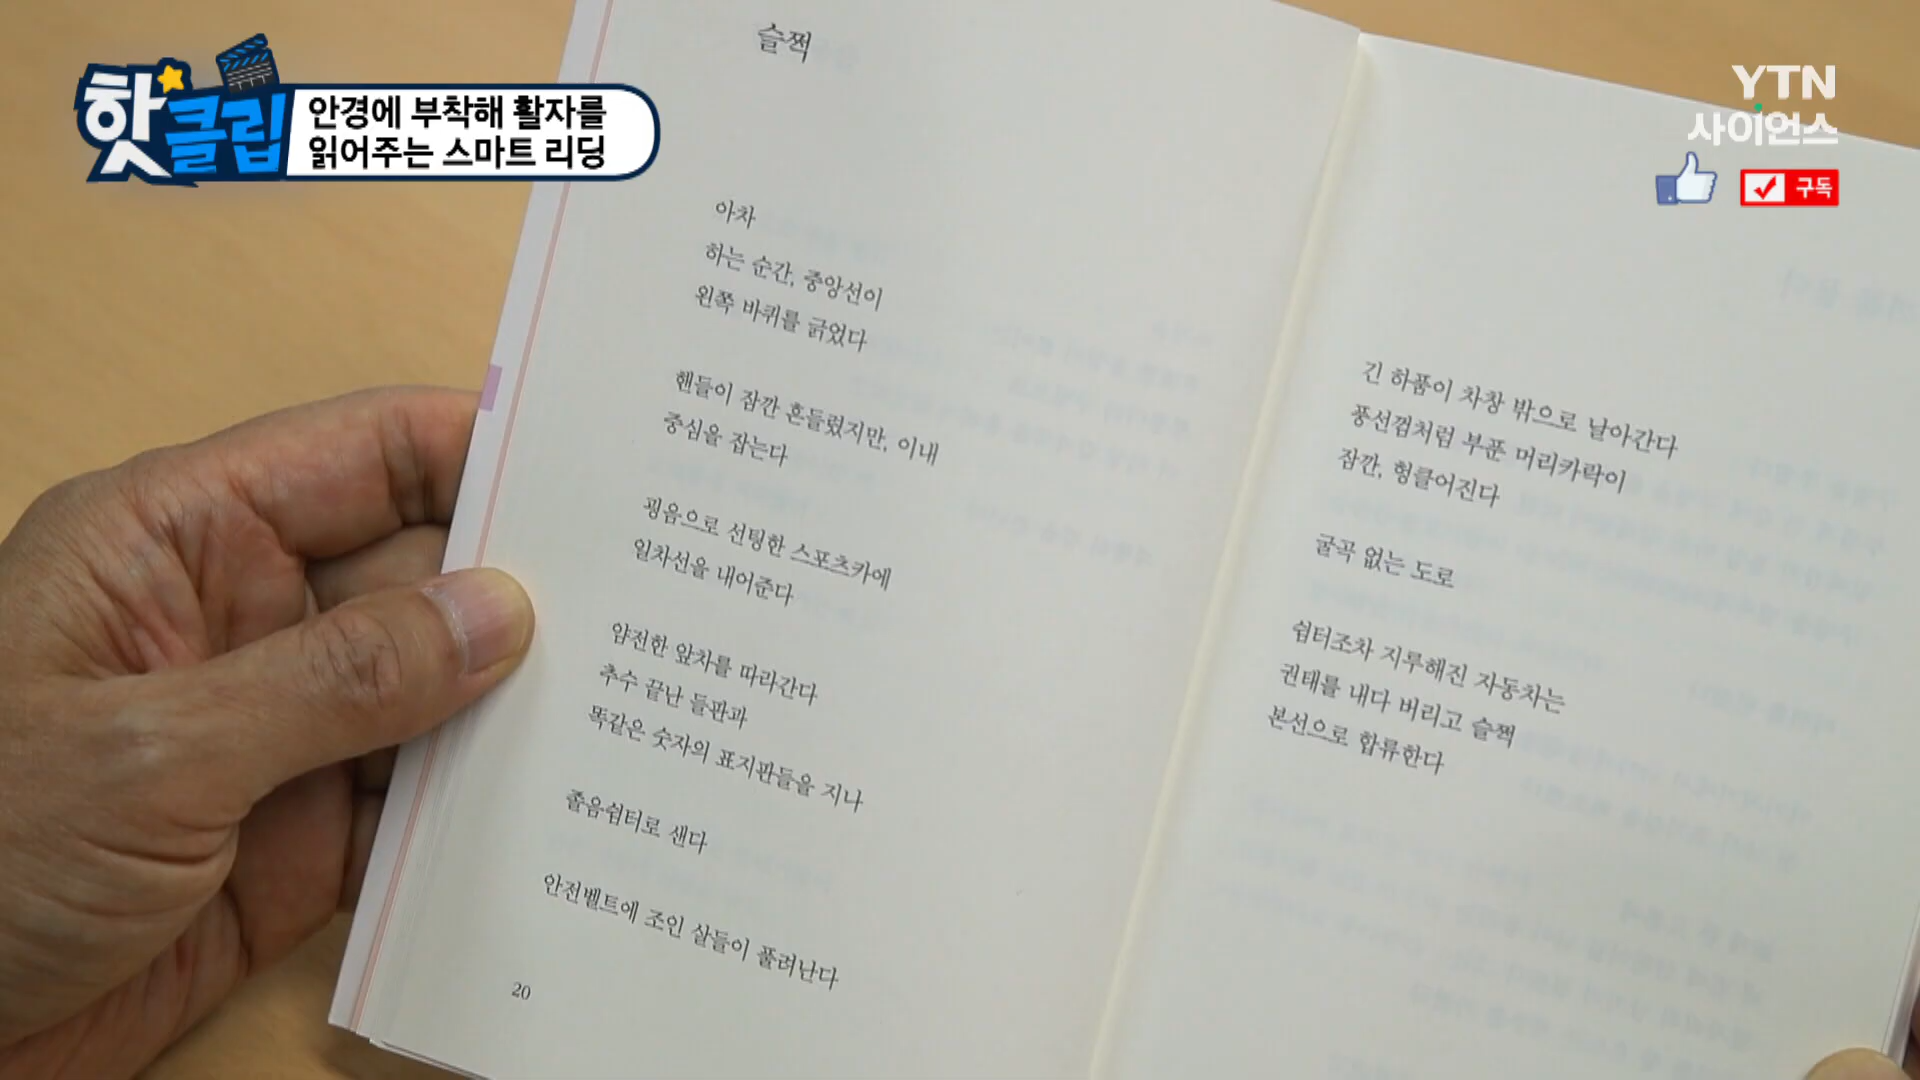 핫클립
안경에 부착해 활자를
읽어주는 스마트 리딩
YTN
사이언스
구독
슬쩍
아차
하는 순간, 중앙선이
왼쪽 바퀴를 긁었다
핸들이 잠깐 흔들렸지만, 이내
중심을 잡는다
굉음으로 선팅한 스포츠카에
일차선을 내어준다
얌전한 앞차를 따라간다
추수 끝난 들판과
똑같은 숫자의 표지판들을 지나
졸음쉼터로 샌다
안전벨트에 조인 살들이 풀려난다
20
긴 하품이 차창 밖으로 날아간다
풍선껌처럼 부푼 머리카락이
잠깐, 헝클어진다
굴곡 없는 도로
쉼터조차 지루해진 자동차는
권태를 내다 버리고 슬쩍
본선으로 합류한다